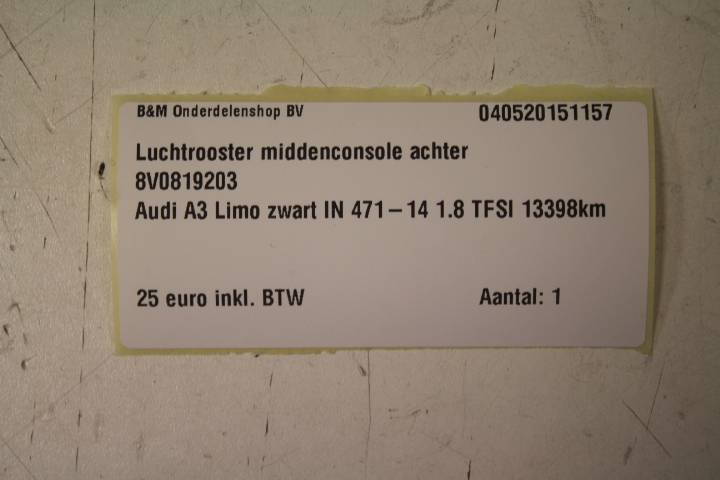 B&M Onderdelenshop BV 040520151157
Luchtrooster middenconsole achter
8V0819203
Audi A3 Limo zwart IN 471-14 1.8 TFSI 13398km
25 euro inkl. BTW Aantal: 1